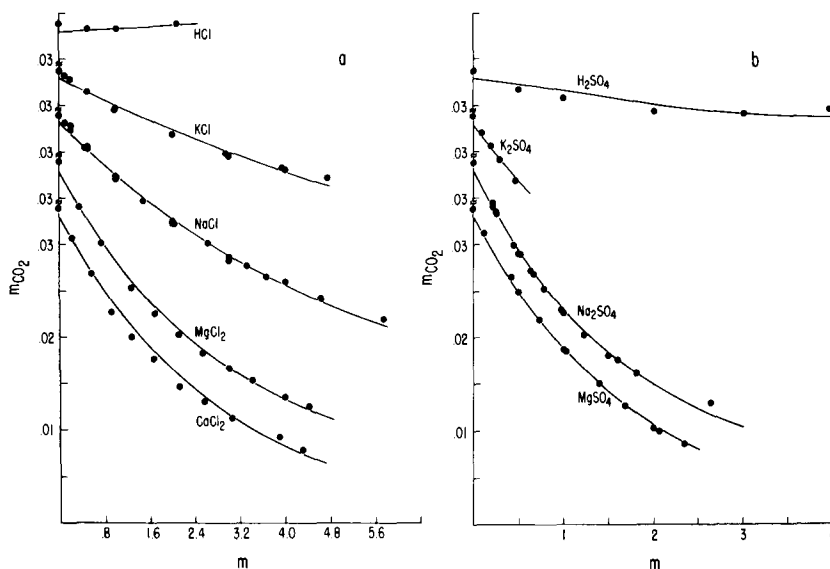 a
HCl
.03
.03
KCl
.03
.03
NaCl
.03
mCO2
.02
MgCl2
CaCl2
.01
.8 1.6 2.4 3.2 4.0 4.8 5.6
m
b
H2SO4
.03
K2SO4
.03
.03
.03
mCO2
Na2SO4
.02
MgSO4
.01
1 2 3
m